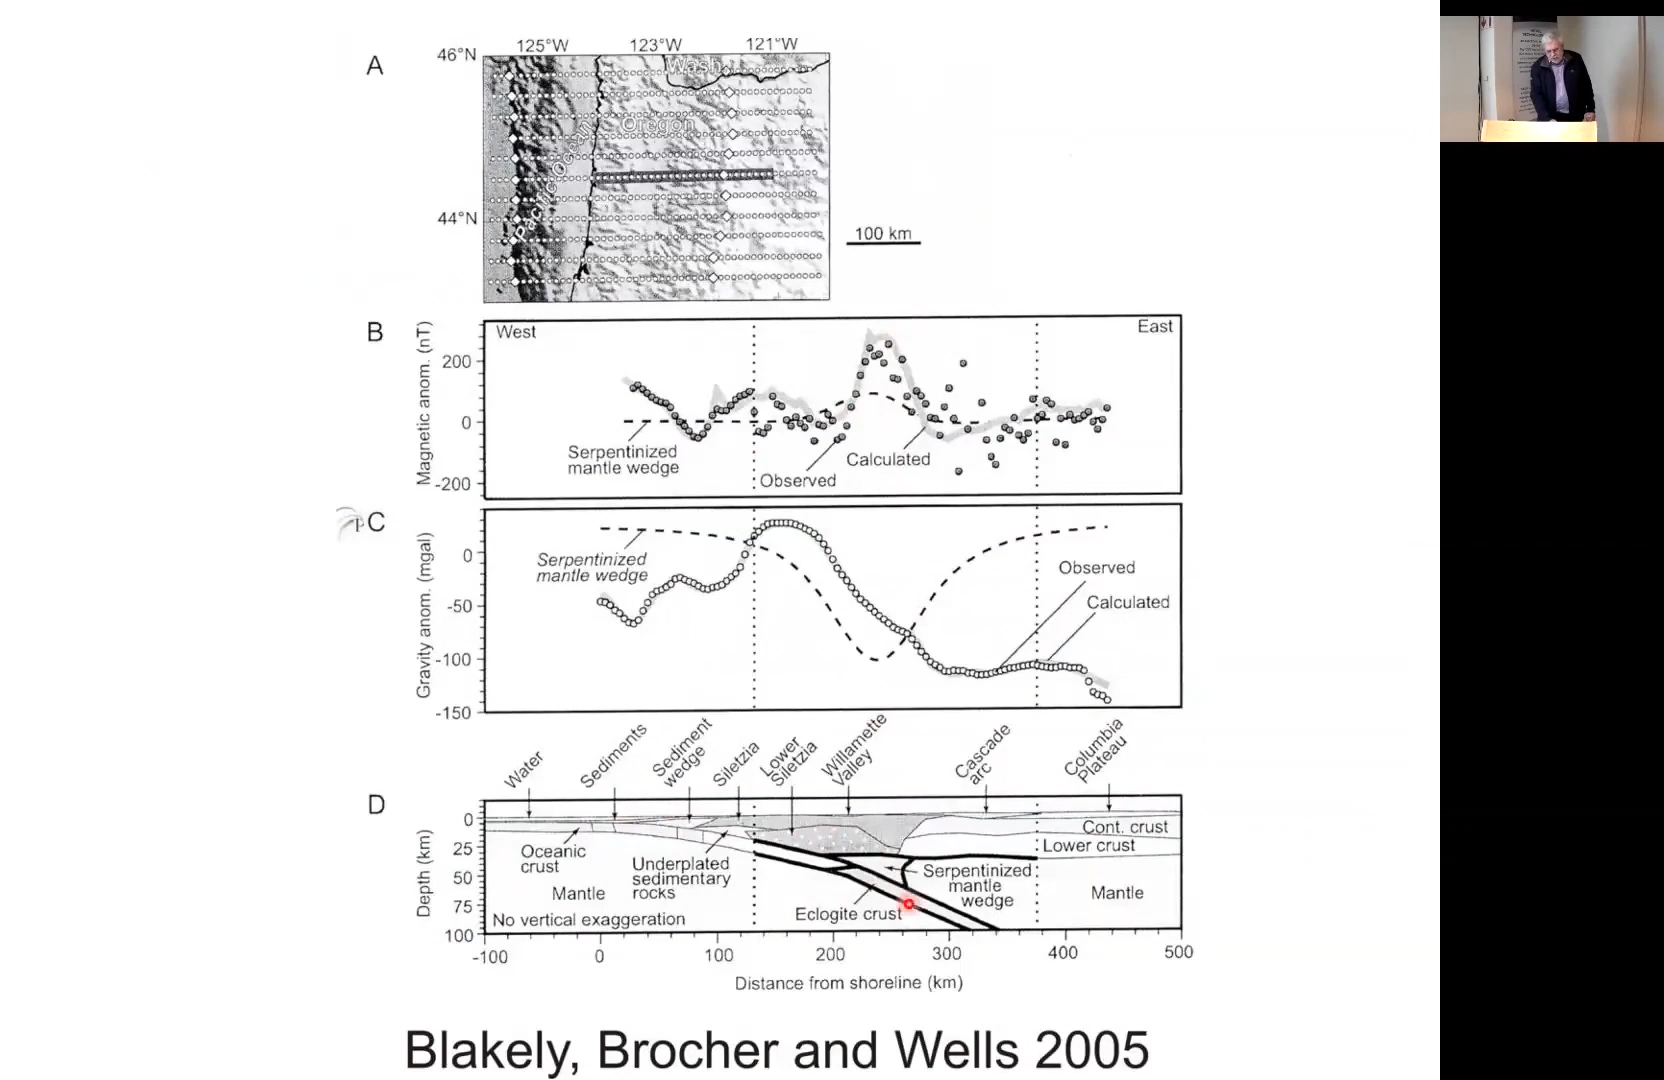 A
125°W 123°W 121°W
46°N
Wash
Oregon
Pacific Ocean
44°N
100 km
B
West East
Magnetic anom. (nT)
200
0
-200
Serpentinized
mantle wedge
Observed
Calculated
C
Gravity anom. (mgal)
0
-50
-100
-150
Serpentinized
mantle wedge
Observed
Calculated
Water
Sediments
Sediment
wedge
Siletzia
Lower
Siletzia
Willamette
Valley
Cascade
arc
Columbia
Plateau
D
Depth (km)
0
25
50
75
100
Oceanic
crust
Mantle
No vertical exaggeration
Underplated
sedimentary
rocks
Eclogite crust
Serpentinized
mantle
wedge
Cont. crust
Lower crust
Mantle
-100 0 100 200 300 400 500
Distance from shoreline (km)
Blakely, Brocher and Wells 2005